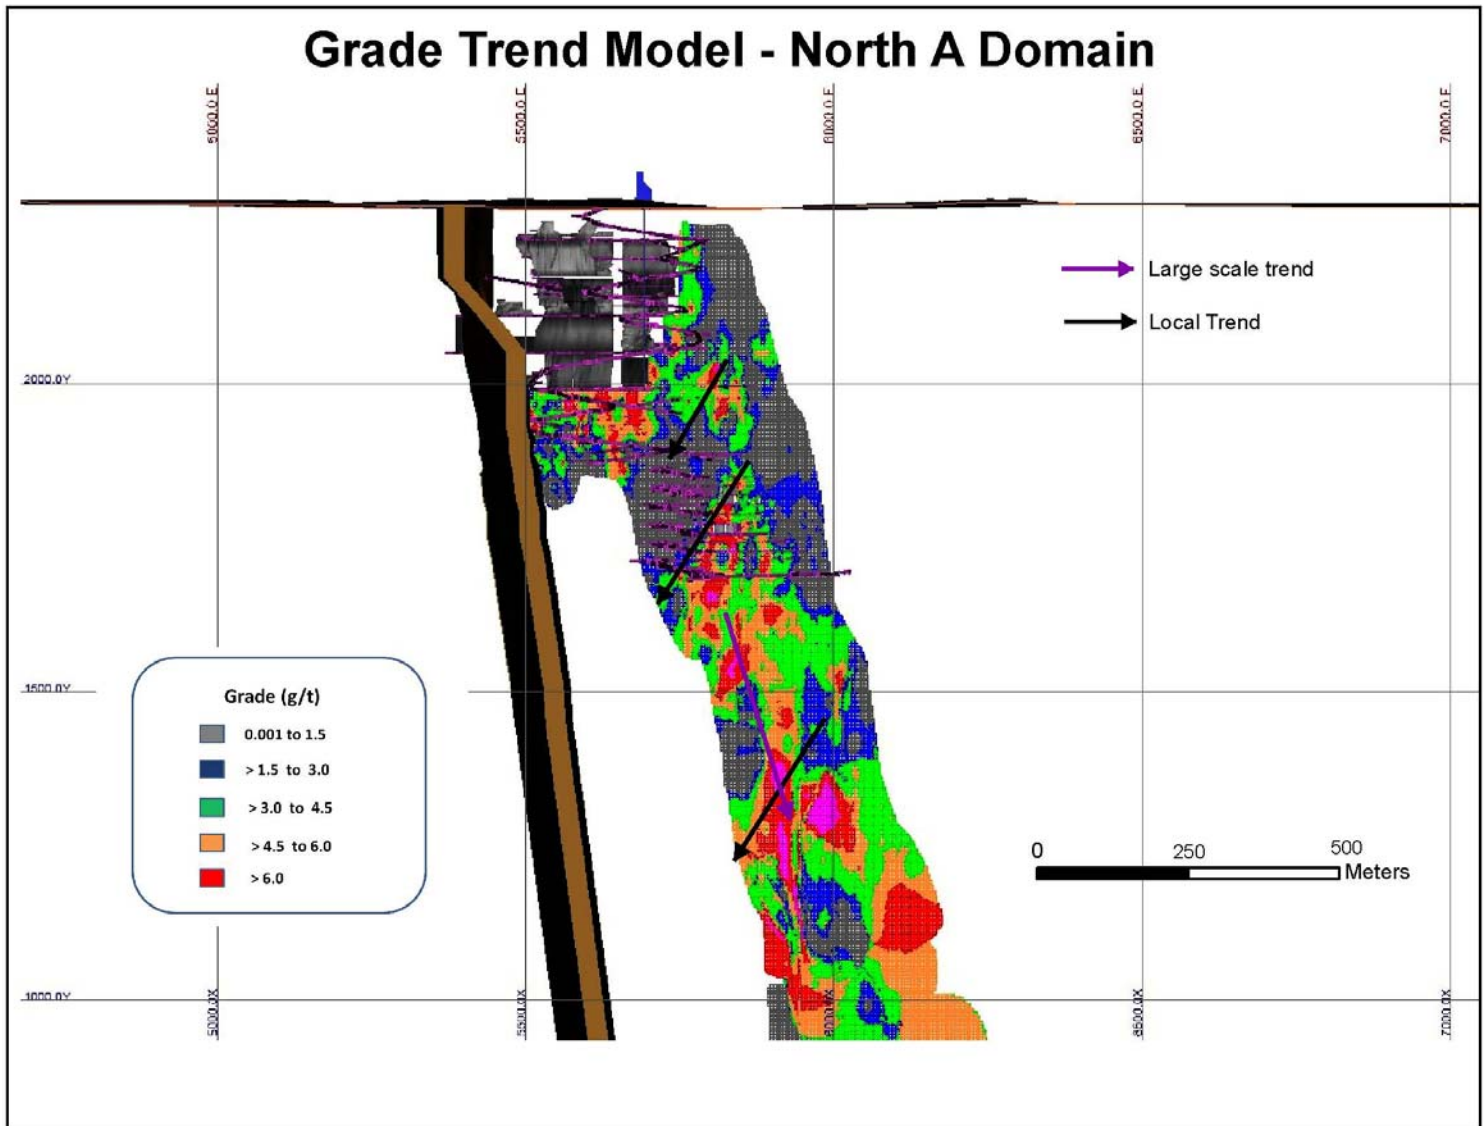 Grade Trend Model - North A Domain
5000.0 E
5500.0 E
6000.0 E
6500.0 E
7000.0 E
Large scale trend
Local Trend
2000.0Y
1500.0Y
Grade (g/t)
0.001 to 1.5
> 1.5 to 3.0
> 3.0 to 4.5
> 4.5 to 6.0
> 6.0
0 250 500
Meters
1000.0Y
5000.0X
5500.0X
6000.0X
6500.0X
7000.0X